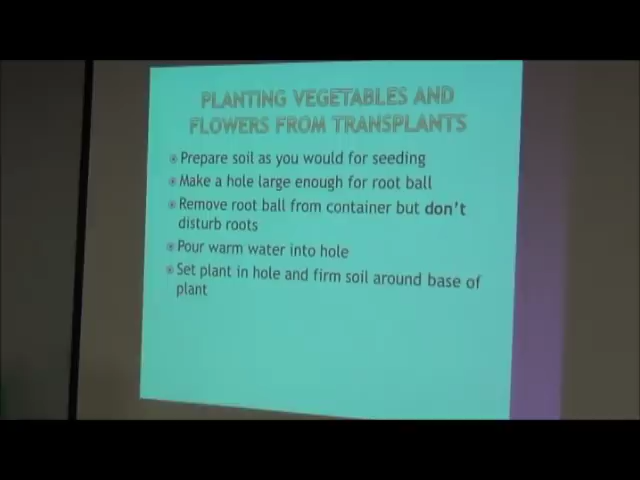 PLANTING VEGETABLES AND
FLOWERS FROM TRANSPLANTS
Prepare soil as you would for seeding
Make a hole large enough for root ball
Remove root ball from container but don't
disturb roots
Pour warm water into hole
Set plant in hole and firm soil around base of
plant